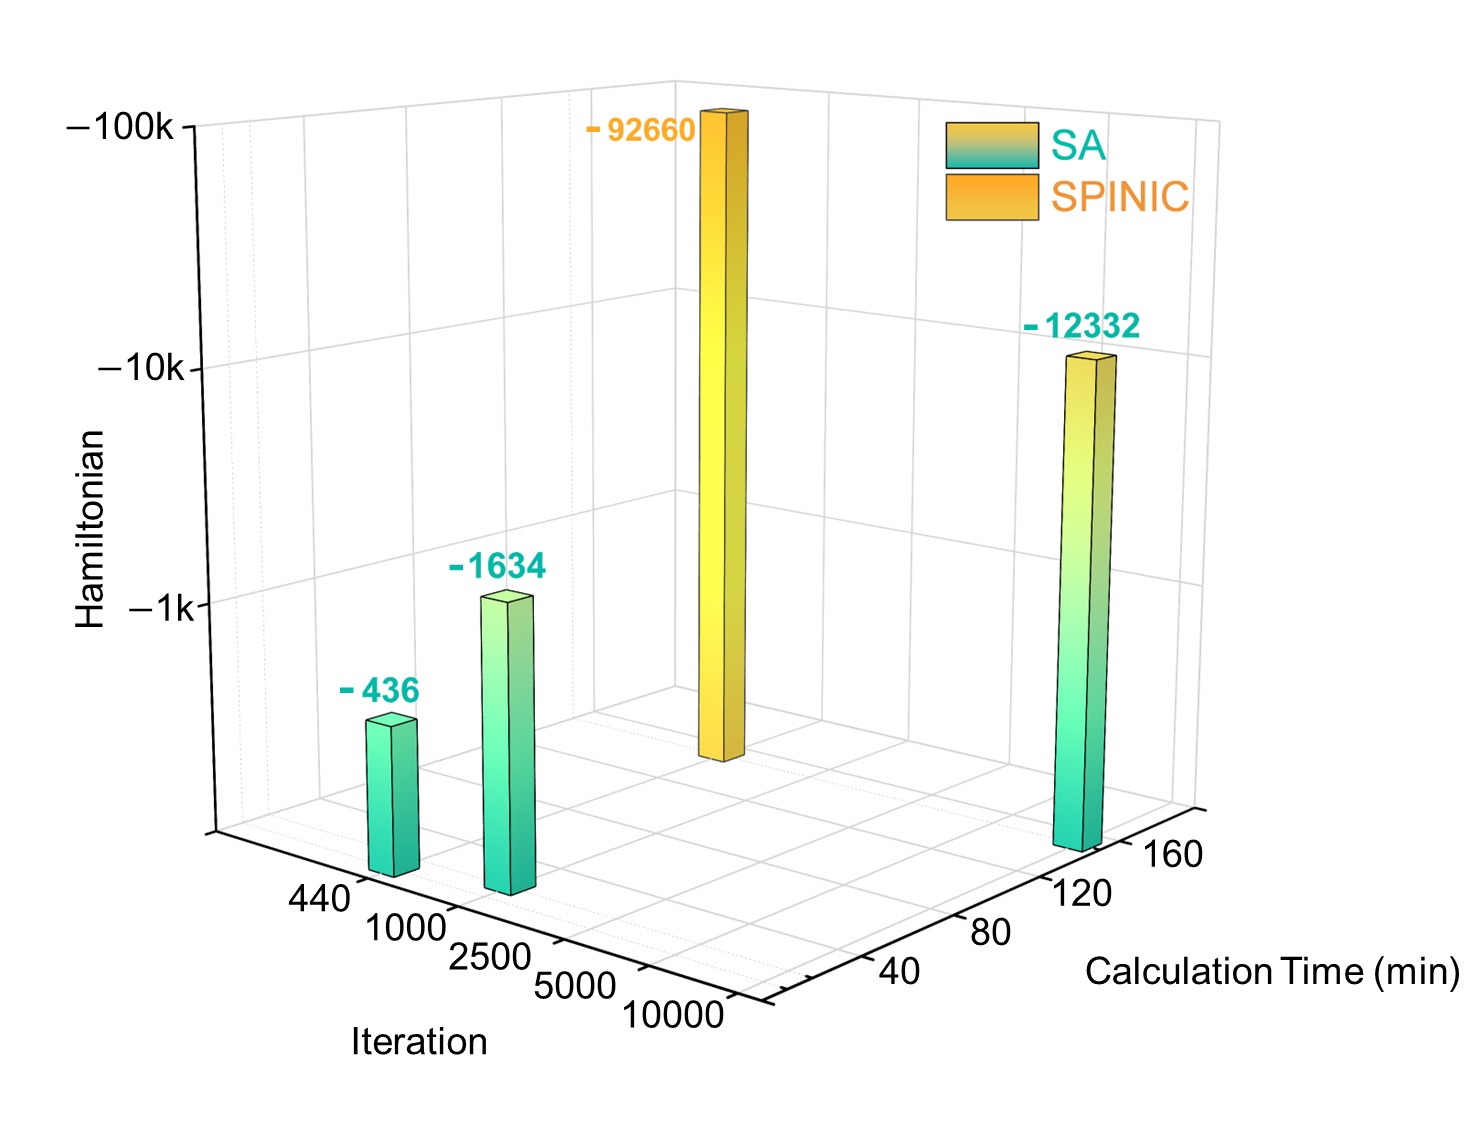 −100k
−10k
−1k
Hamiltonian
- 92660
SA
SPINIC
- 12332
-1634
- 436
440
1000
2500
5000
10000
Iteration
40
80
120
160
Calculation Time (min)